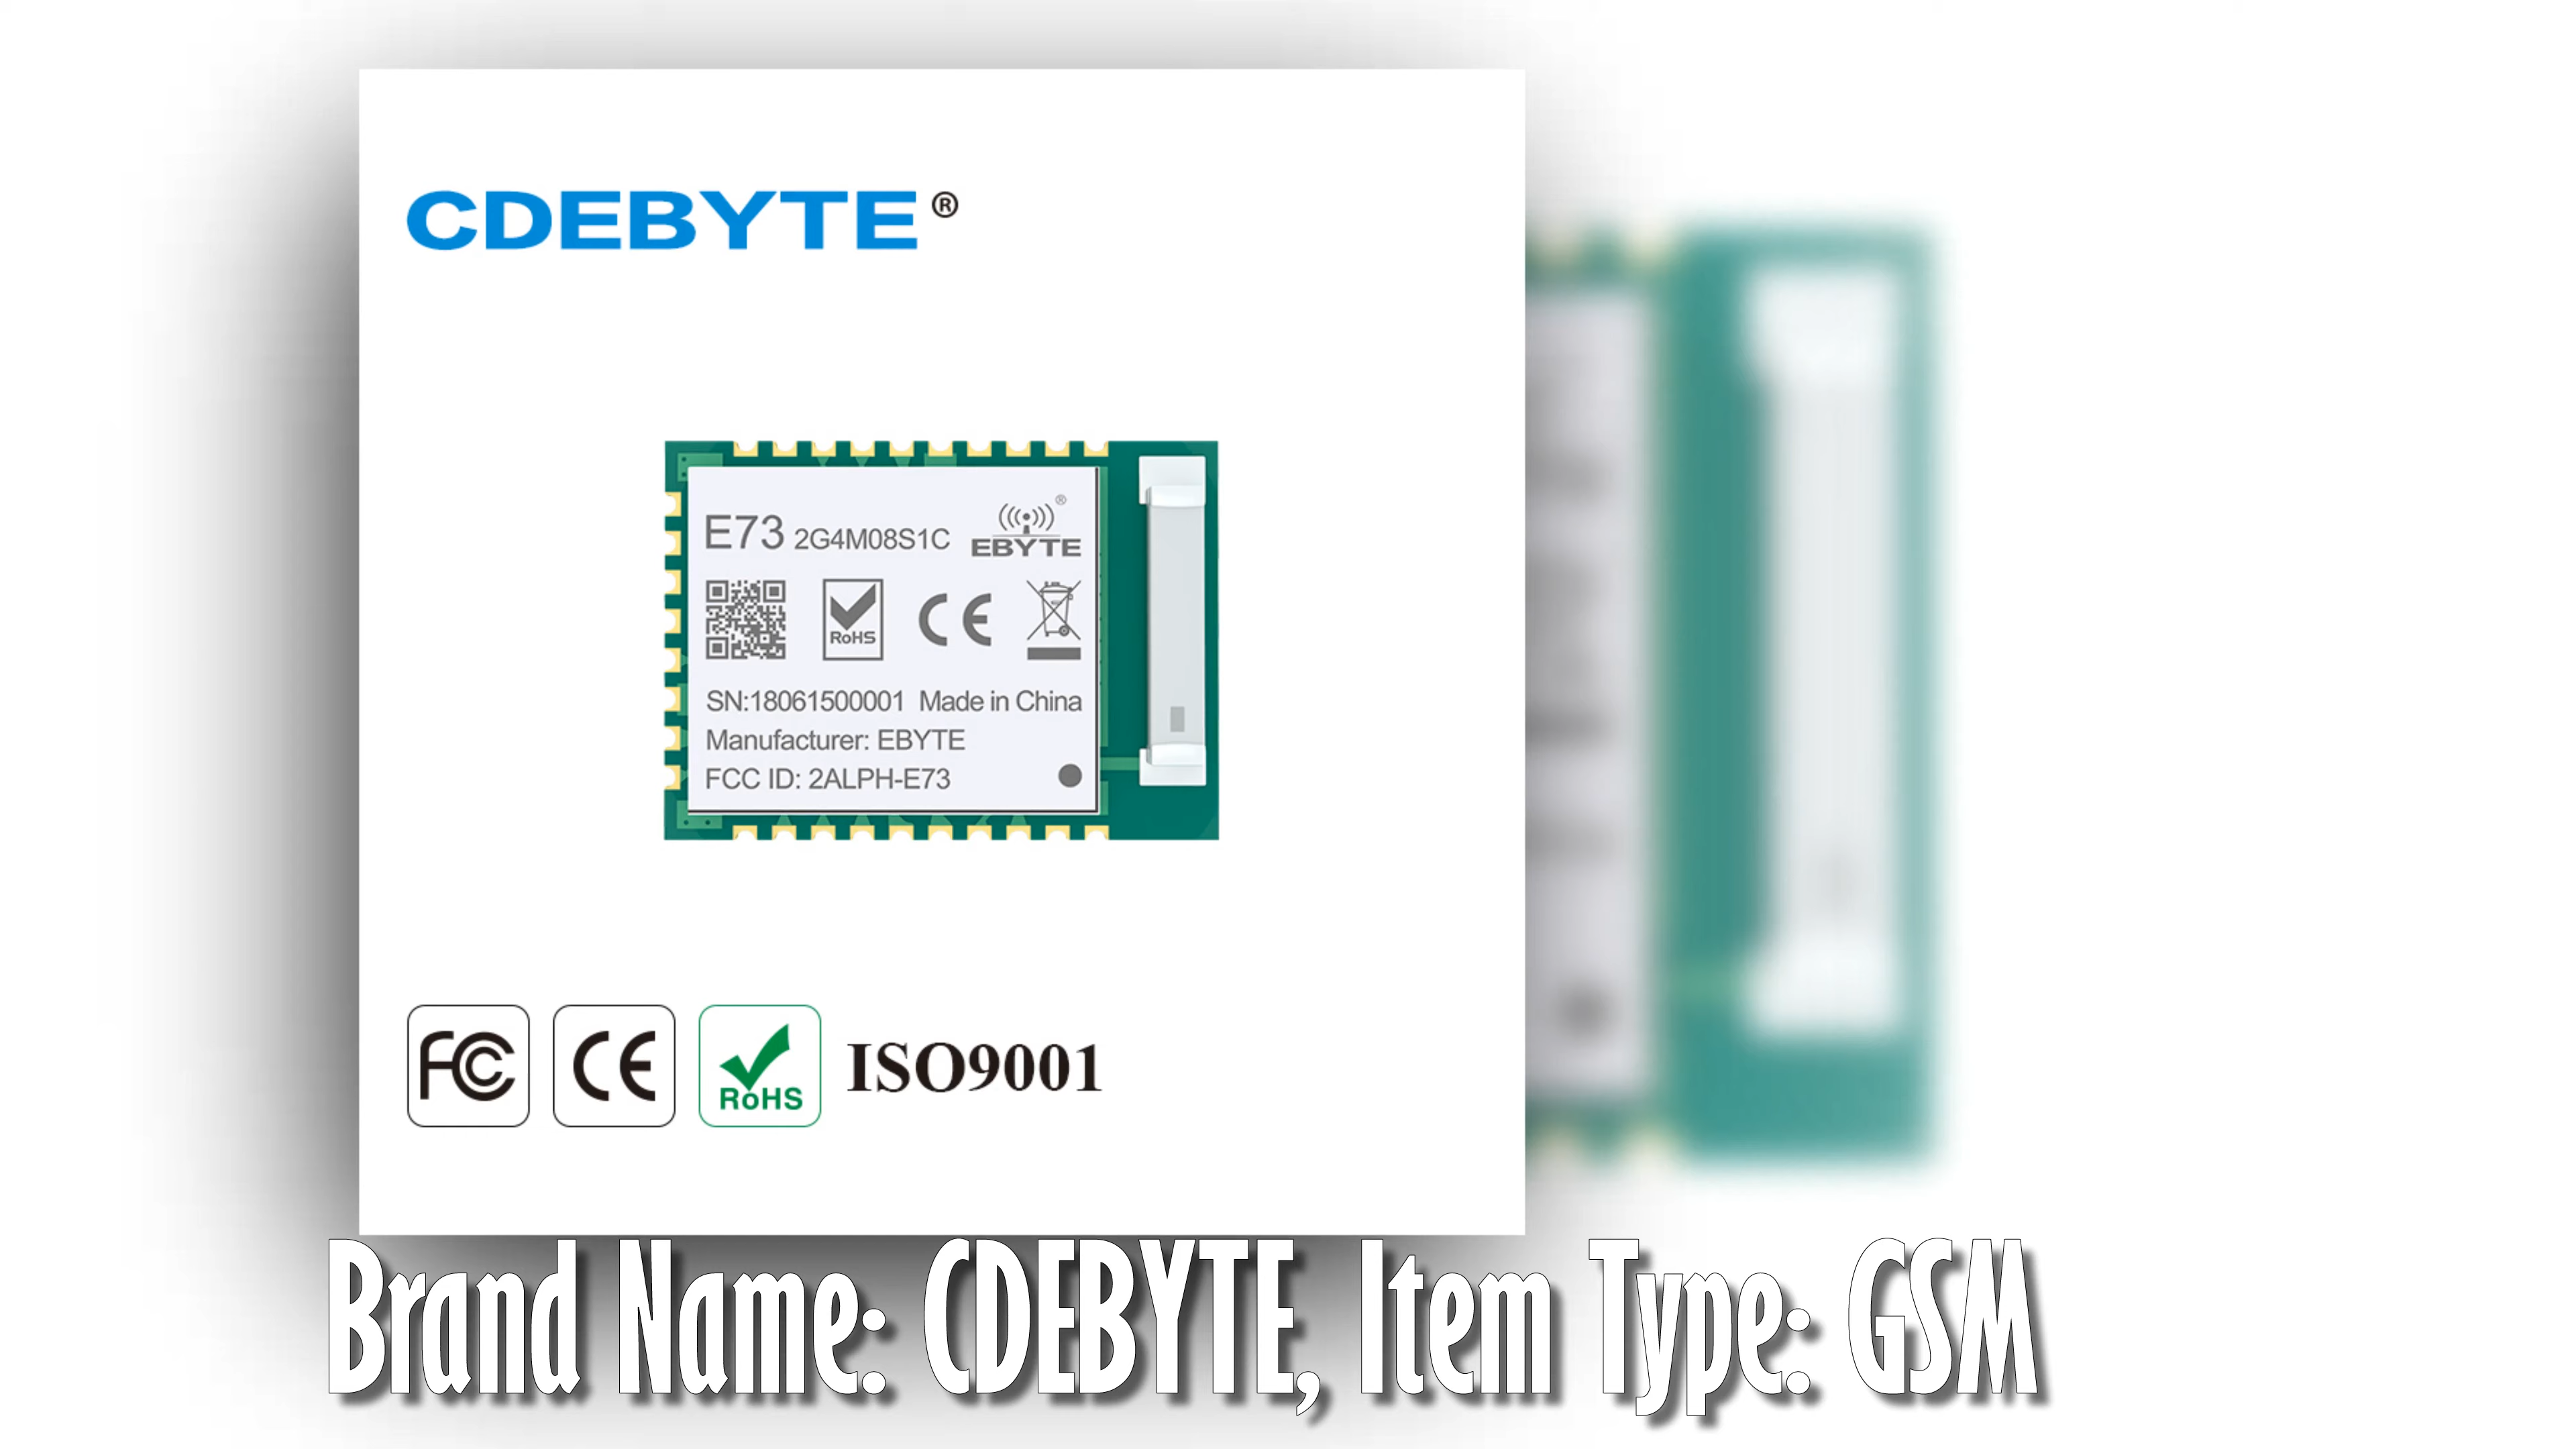 CDEBYTE®
E73 2G4M08S1C
EBYTE®
RoHS
CE
SN:18061500001 Made in China
Manufacturer: EBYTE
FCC ID: 2ALPH-E73
FC CE RoHS ISO9001
Brand Name: CDEBYTE, Item Type: GSM